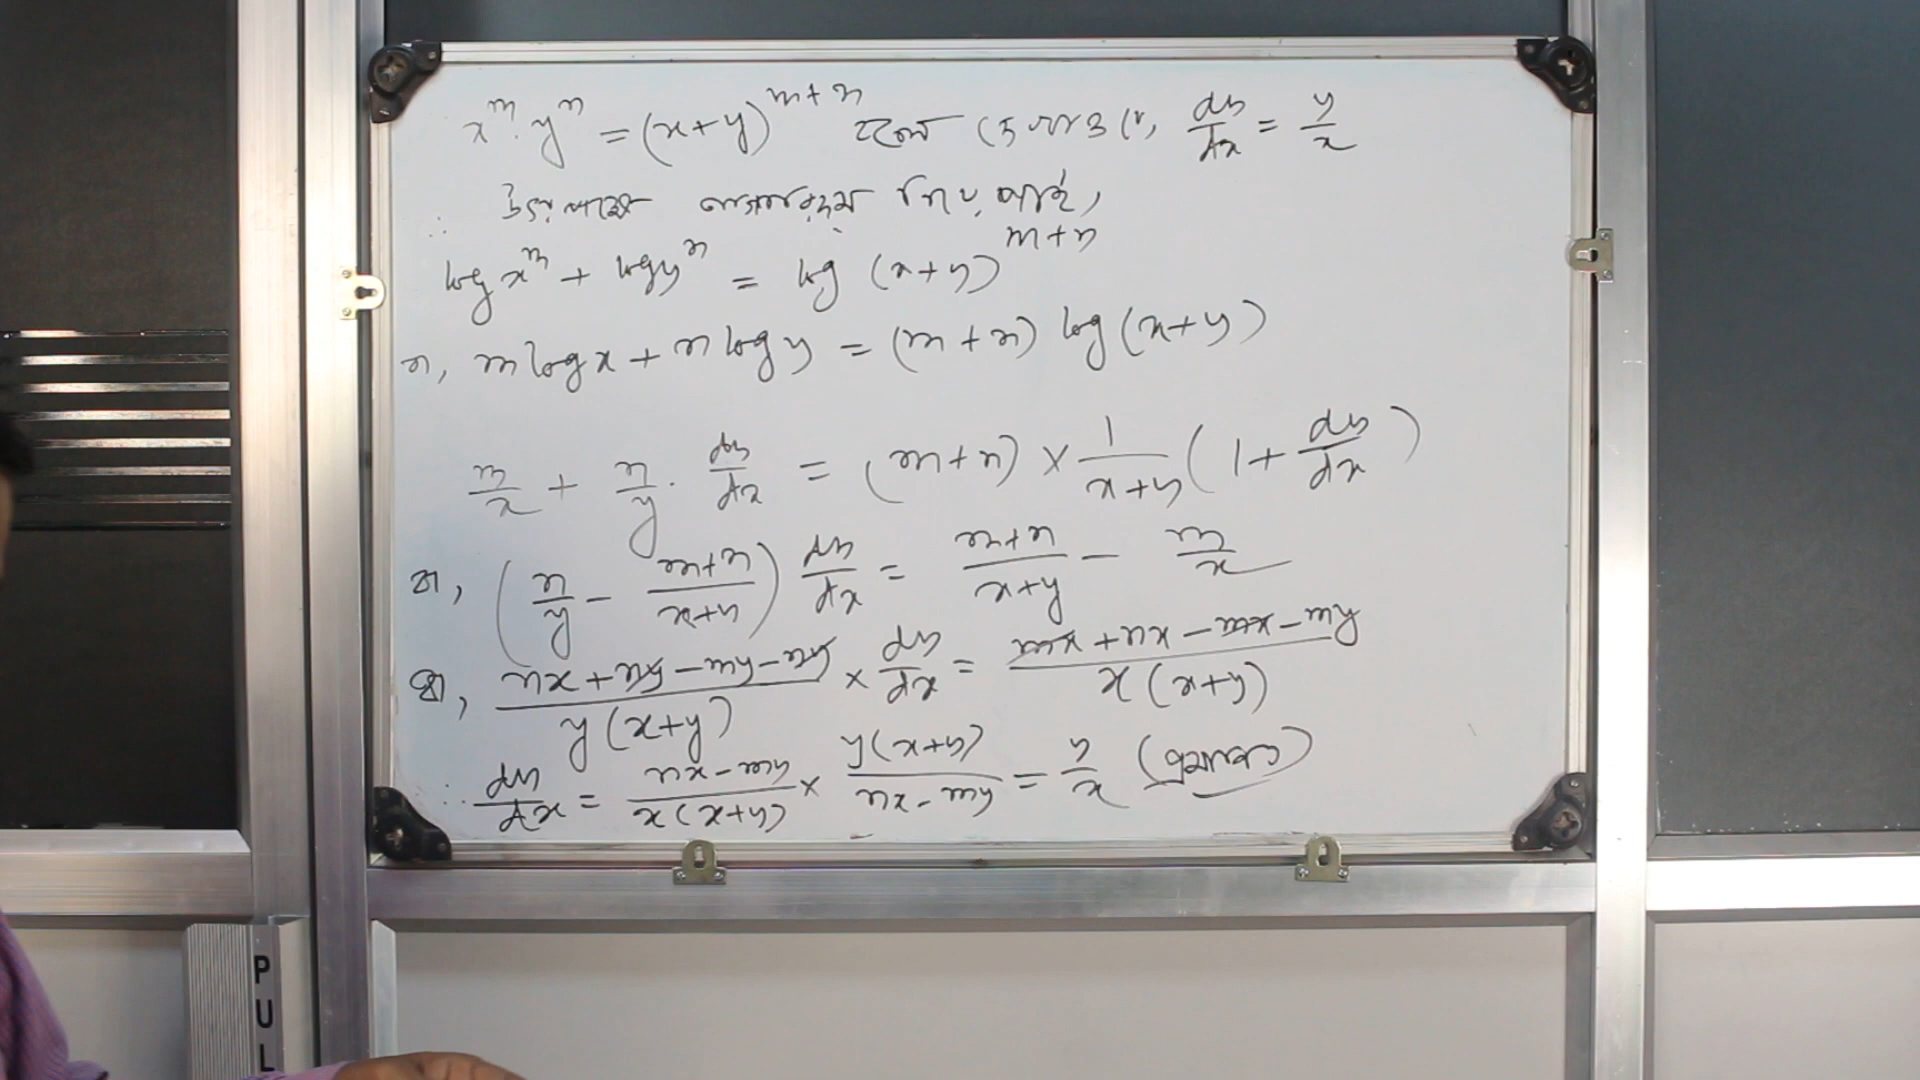 x^m · y^n = (x+y)^{m+n} হলে দেখাও যে, dy/dx = y/x
∴ উভয়পক্ষে লগারিদম নিয়ে পাই,
log x^m + log y^n = log (x+y)^{m+n}
বা, m log x + n log y = (m+n) log (x+y)
m/x + n/y · dy/dx = (m+n) × 1/(x+y) (1 + dy/dx)
বা, (n/y − (m+n)/(x+y)) dy/dx = (m+n)/(x+y) − m/x
বা, (nx + ny − my − ny)/(y(x+y)) × dy/dx = (mx + nx − mx − my)/(x(x+y))
∴ dy/dx = (nx − my)/(x(x+y)) × (y(x+y))/(nx − my) = y/x (প্রমাণিত)
PUL